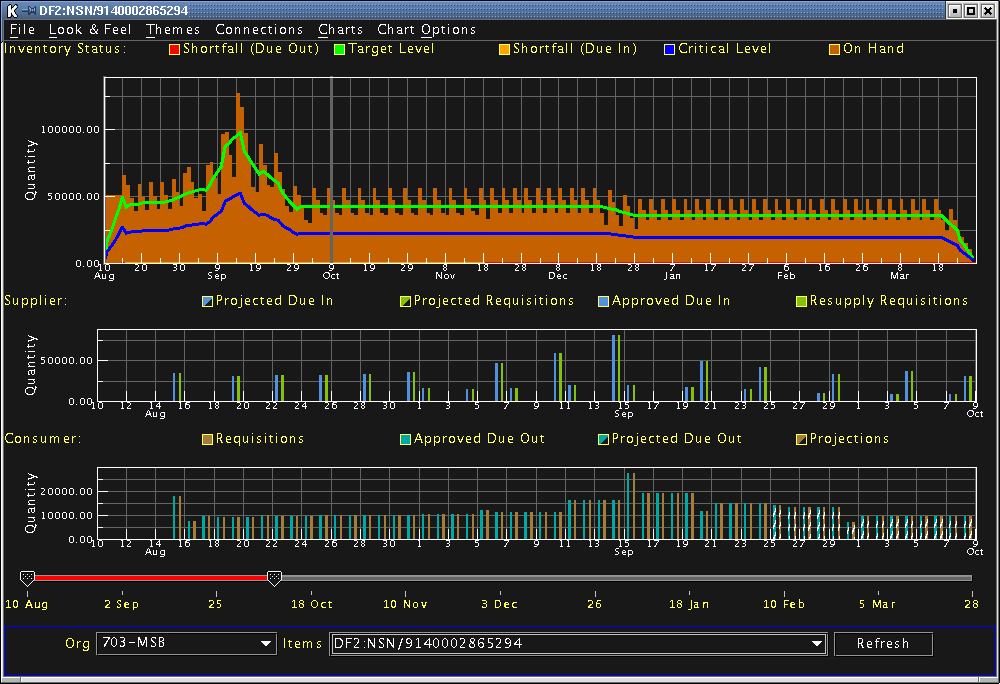 DF2:NSN/9140002865294
File Look & Feel Themes Connections Charts Chart Options
Inventory Status: Shortfall (Due Out) Target Level Shortfall (Due In) Critical Level On Hand
Quantity
100000.00
50000.00
0.00
10 20 30 9 19 29 9 19 29 8 18 28 8 18 28 7 17 27 6 16 26 8 18
Aug Sep Oct Nov Dec Jan Feb Mar
Supplier: Projected Due In Projected Requisitions Approved Due In Resupply Requisitions
Quantity
50000.00
0.00
10 12 14 16 18 20 22 24 26 28 30 1 3 5 7 9 11 13 15 17 19 21 23 25 27 29 1 3 5 7 9
Aug Sep Oct
Consumer: Requisitions Approved Due Out Projected Due Out Projections
Quantity
20000.00
10000.00
0.00
10 12 14 16 18 20 22 24 26 28 30 1 3 5 7 9 11 13 15 17 19 21 23 25 27 29 1 3 5 7 9
Aug Sep Oct
10 Aug 2 Sep 25 18 Oct 10 Nov 3 Dec 26 18 Jan 10 Feb 5 Mar 28
Org 703-MSB Items DF2:NSN/9140002865294 Refresh